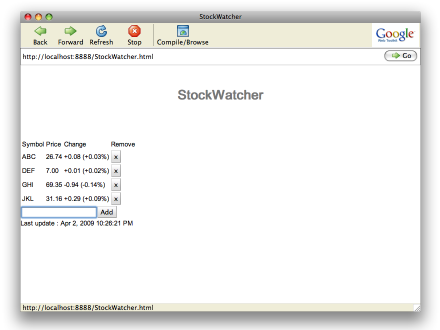 StockWatcher
Back Forward Refresh Stop Compile/Browse
Google
Web Toolkit
http://localhost:8888/StockWatcher.html Go
StockWatcher
Symbol Price Change Remove
ABC 26.74 +0.08 (+0.03%) x
DEF 7.00 +0.01 (+0.02%) x
GHI 69.35 -0.94 (-0.14%) x
JKL 31.16 +0.29 (+0.09%) x
Add
Last update : Apr 2, 2009 10:26:21 PM
http://localhost:8888/StockWatcher.html